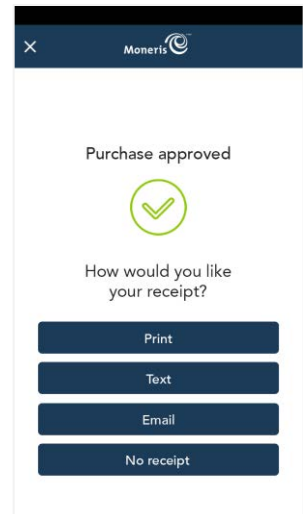 Moneris
Purchase approved
How would you like
your receipt?
Print
Text
Email
No receipt